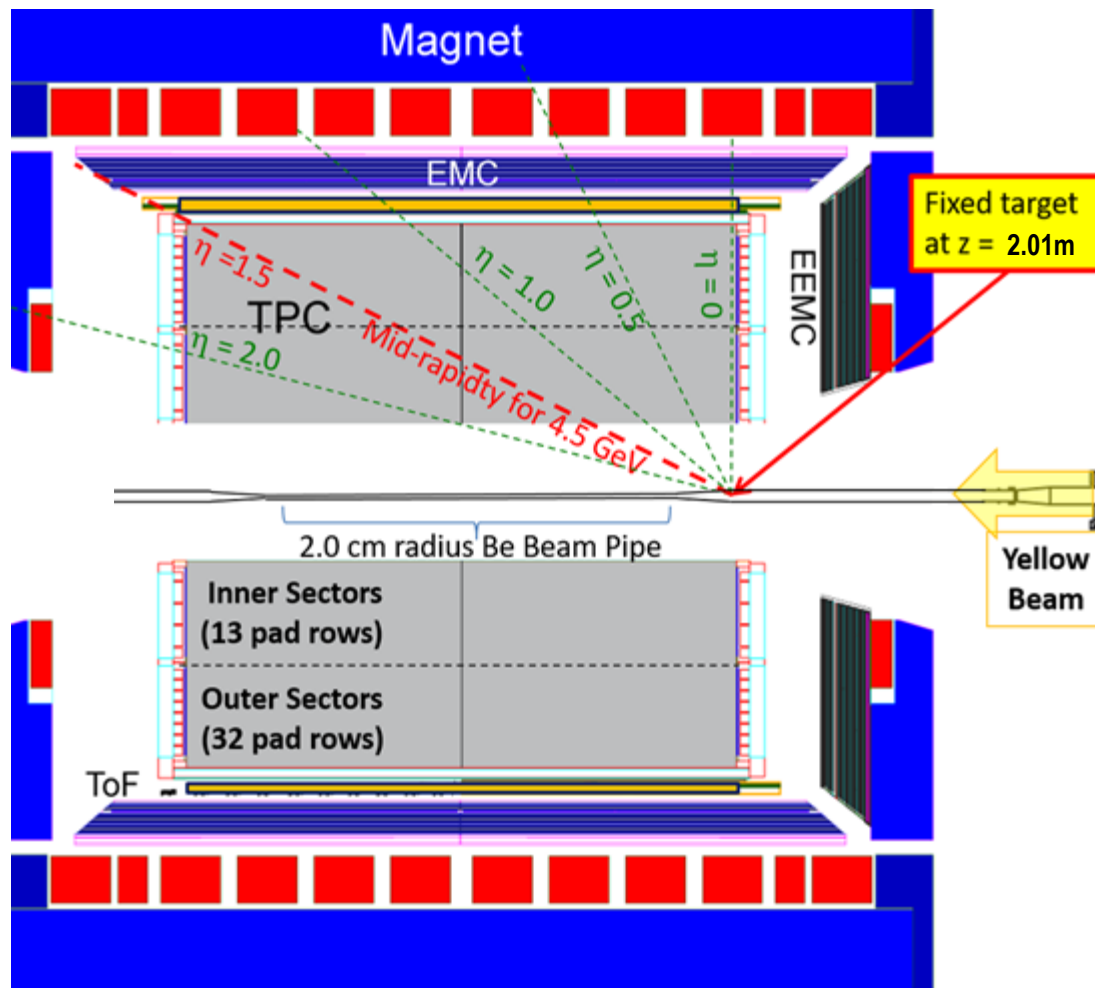 Magnet
EMC
Fixed target
at z = 2.01m
η =1.5
η = 1.0
η = 0.5
η = 0
EEMC
TPC
η = 2.0
Mid-rapidty for 4.5 GeV
2.0 cm radius Be Beam Pipe
Yellow
Beam
Inner Sectors
(13 pad rows)
Outer Sectors
(32 pad rows)
ToF